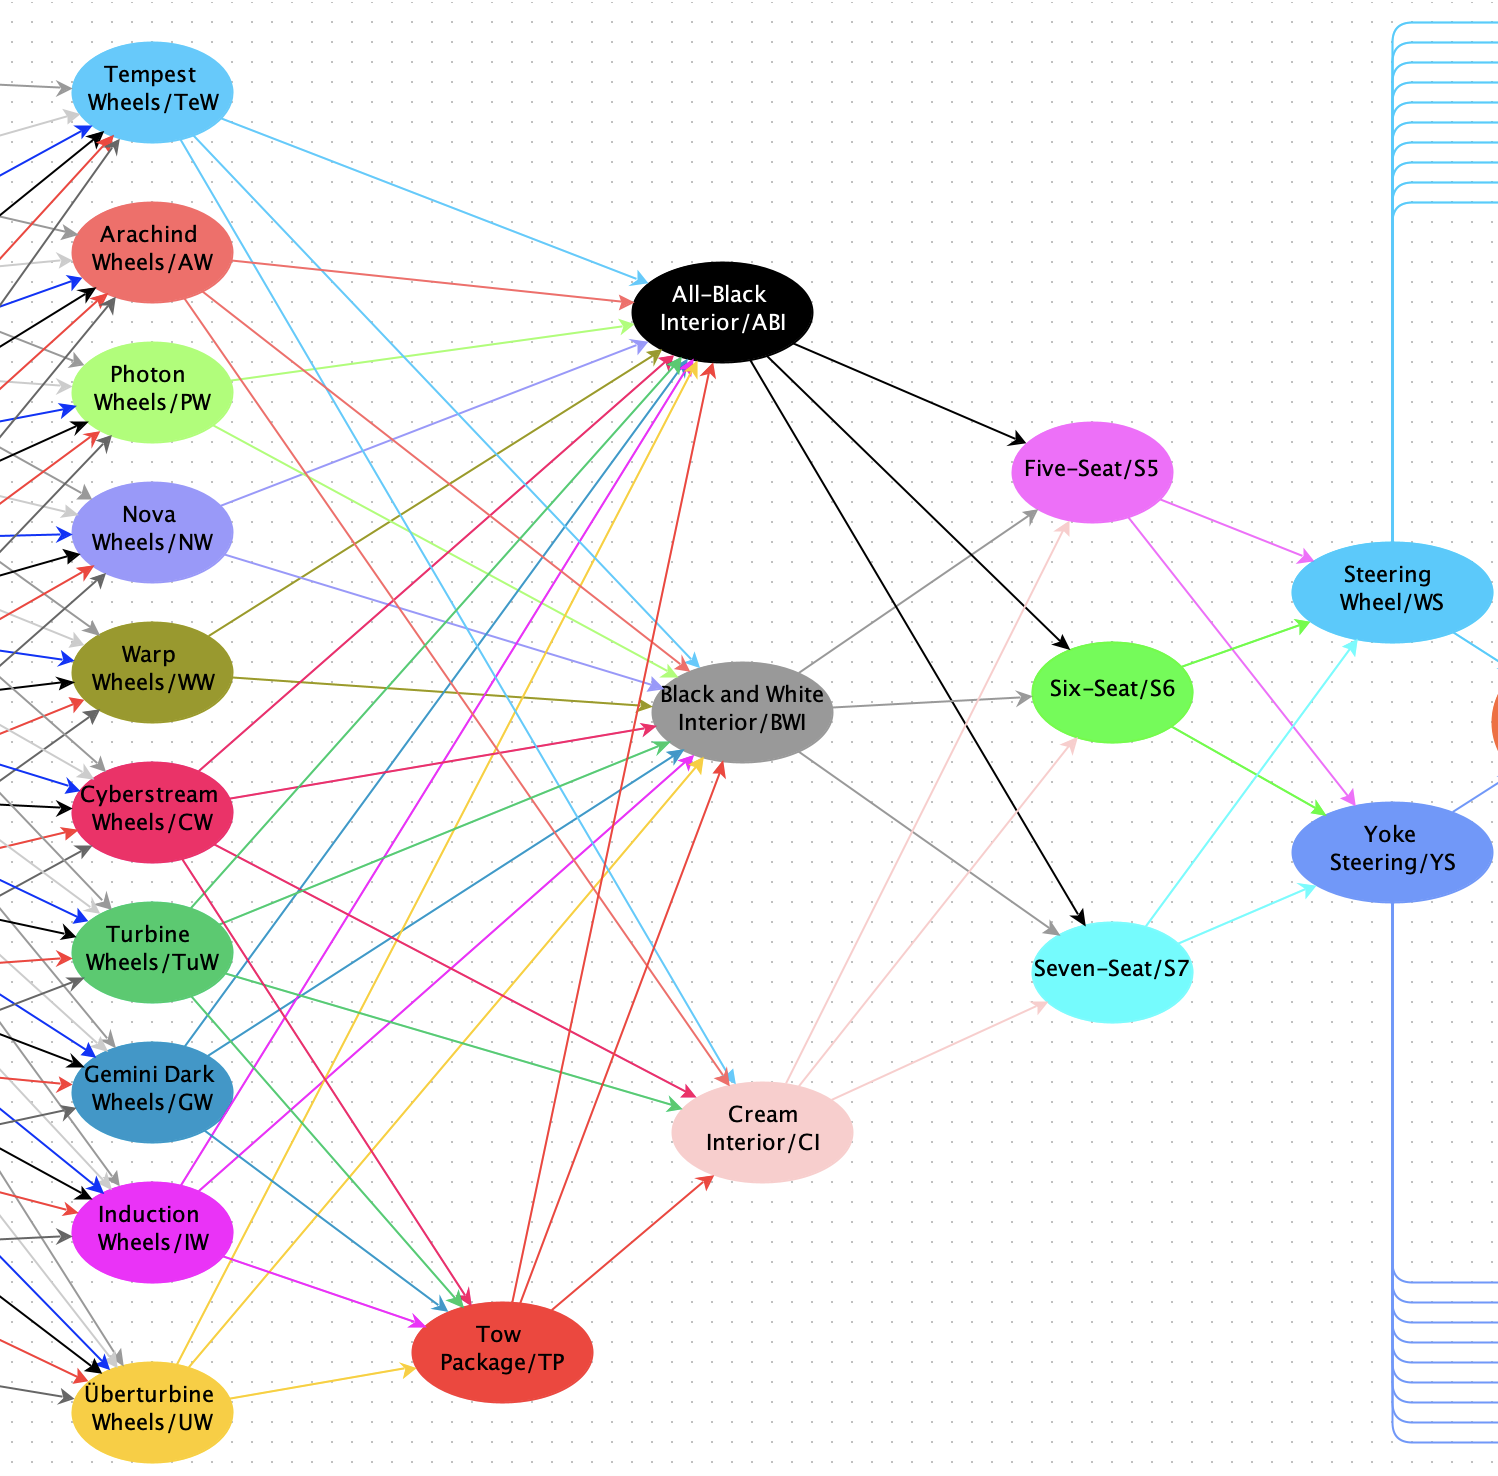 Tempest
Wheels/TeW
Arachind
Wheels/AW
Photon
Wheels/PW
Nova
Wheels/NW
Warp
Wheels/WW
Cyberstream
Wheels/CW
Turbine
Wheels/TuW
Gemini Dark
Wheels/GW
Induction
Wheels/IW
Überturbine
Wheels/UW
Tow
Package/TP
All-Black
Interior/ABI
Black and White
Interior/BWI
Cream
Interior/CI
Five-Seat/S5
Six-Seat/S6
Seven-Seat/S7
Steering
Wheel/WS
Yoke
Steering/YS